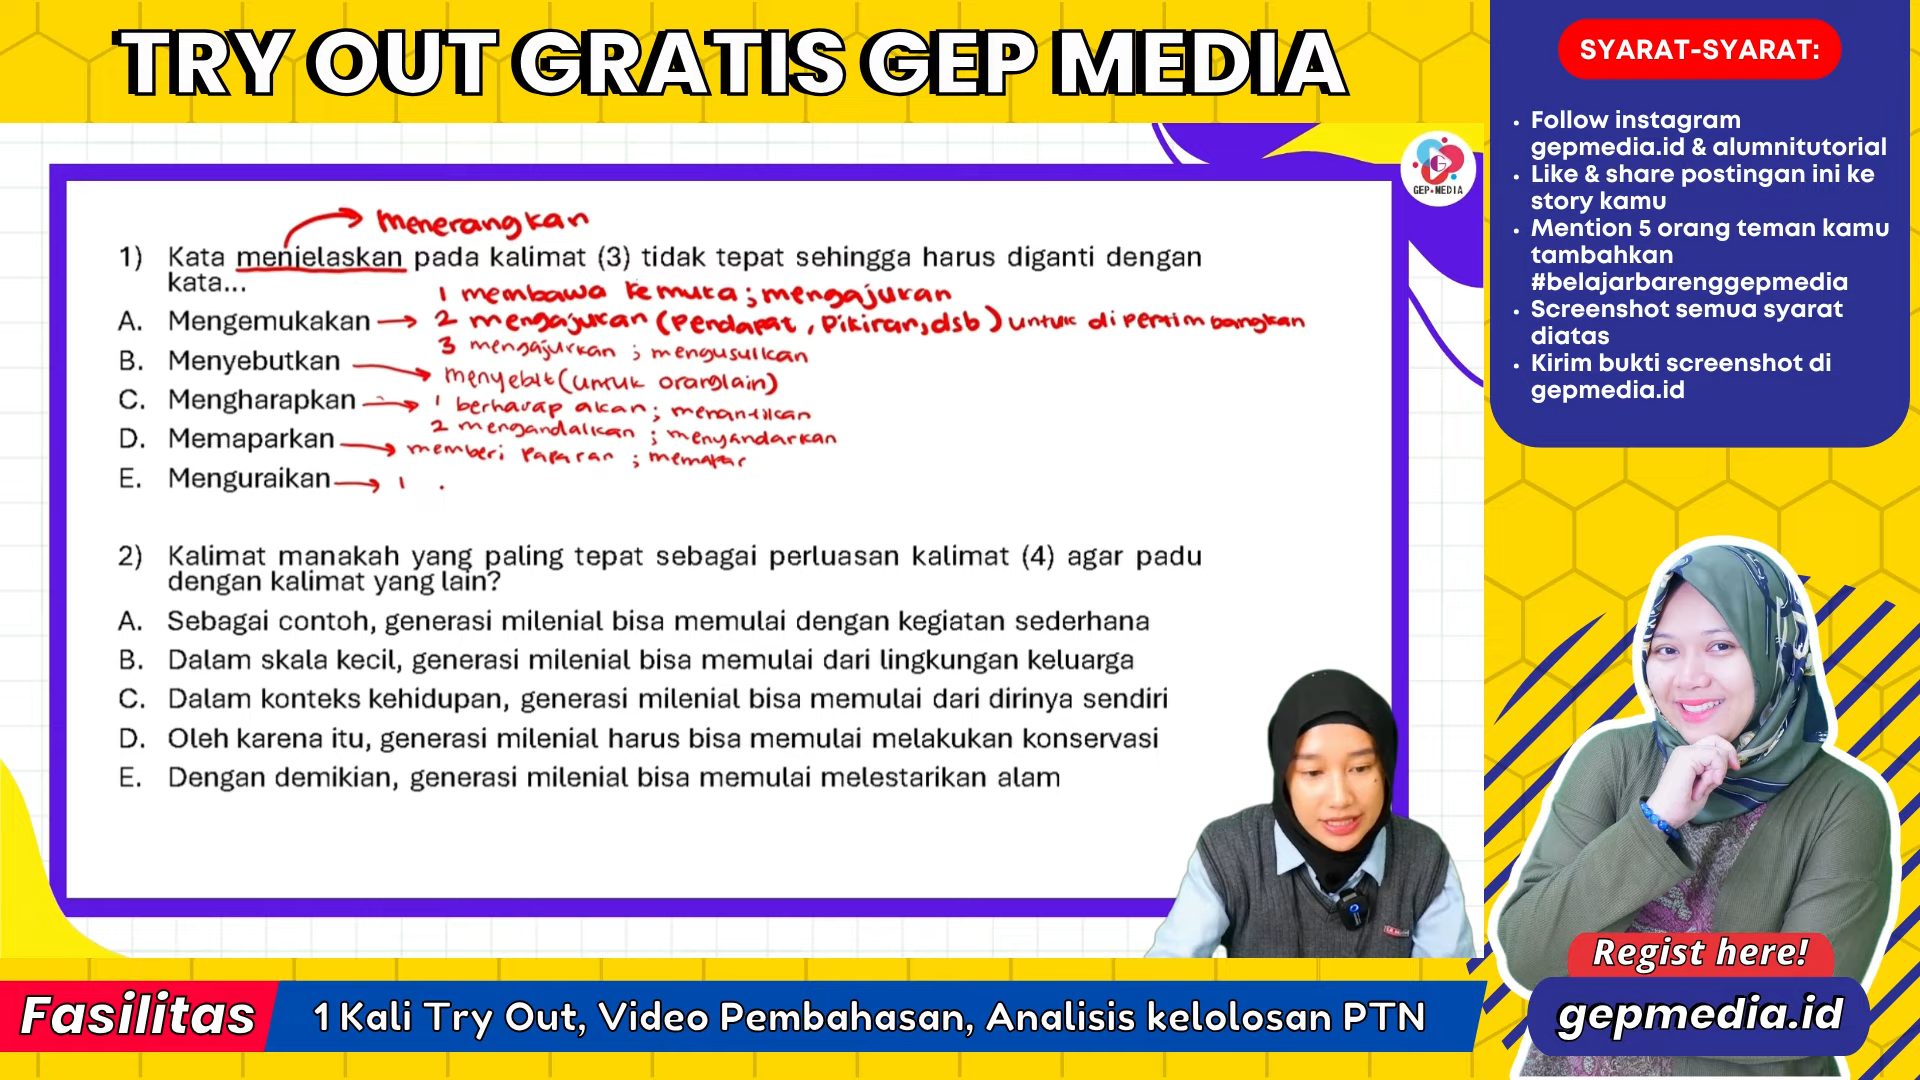 TRY OUT GRATIS GEP MEDIA
SYARAT-SYARAT:
• Follow instagram
gepmedia.id & alumnitutorial
• Like & share postingan ini ke
story kamu
• Mention 5 orang teman kamu
tambahkan
#belajarbarenggepmedia
• Screenshot semua syarat
diatas
• Kirim bukti screenshot di
gepmedia.id
GEP•MEDIA
menerangkan
1) Kata menjelaskan pada kalimat (3) tidak tepat sehingga harus diganti dengan
kata...
1 membawa kemuka; mengajukan
A. Mengemukakan → 2 mengajukan (Pendapat, Pikiran, dsb) untuk dipertimbangkan
3 mengajurkan ; mengusulkan
B. Menyebutkan → menyebut (untuk orang lain)
C. Mengharapkan → 1 berharap akan; menantikan
2 mengandalkan ; menyandarkan
D. Memaparkan → memberi paparan ; memapar
E. Menguraikan → 1
2) Kalimat manakah yang paling tepat sebagai perluasan kalimat (4) agar padu
dengan kalimat yang lain?
A. Sebagai contoh, generasi milenial bisa memulai dengan kegiatan sederhana
B. Dalam skala kecil, generasi milenial bisa memulai dari lingkungan keluarga
C. Dalam konteks kehidupan, generasi milenial bisa memulai dari dirinya sendiri
D. Oleh karena itu, generasi milenial harus bisa memulai melakukan konservasi
E. Dengan demikian, generasi milenial bisa memulai melestarikan alam
Regist here!
gepmedia.id
Fasilitas
1 Kali Try Out, Video Pembahasan, Analisis kelolosan PTN